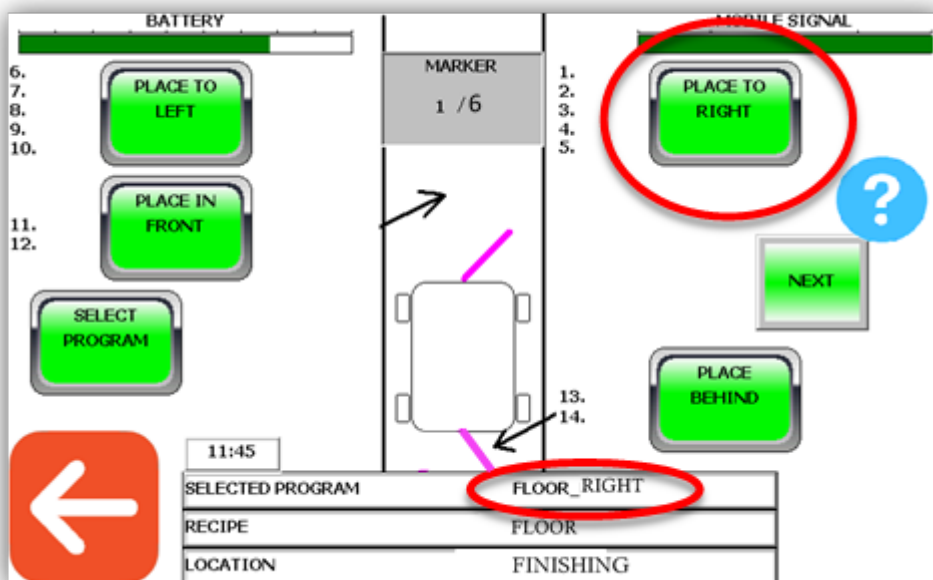 BATTERY
MOBILE SIGNAL
MARKER
1 /6
6.
7.
8.
9.
10.
PLACE TO
LEFT
1.
2.
3.
4.
5.
PLACE TO
RIGHT
11.
12.
PLACE IN
FRONT
?
NEXT
SELECT
PROGRAM
13.
14.
PLACE
BEHIND
11:45
SELECTED PROGRAM FLOOR_RIGHT
RECIPE FLOOR
LOCATION FINISHING